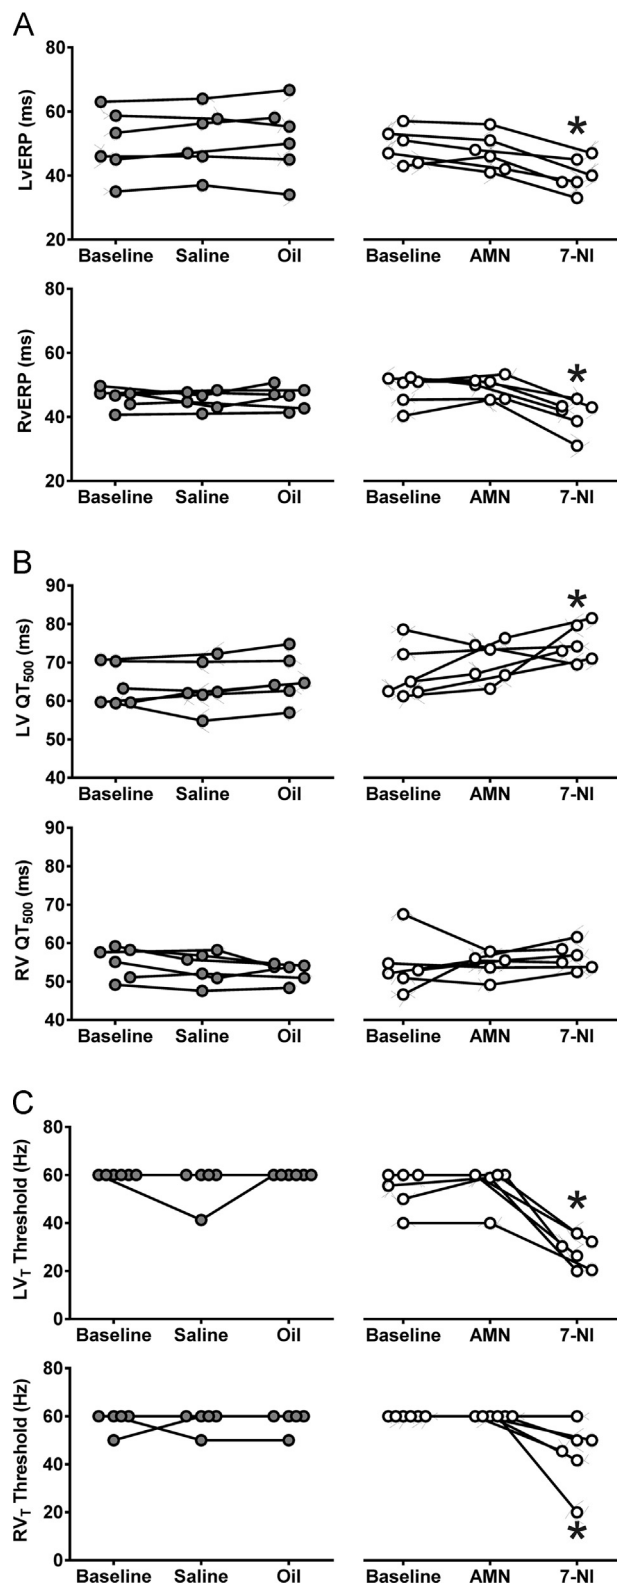 A
LvERP (ms)
80
60
40
20
Baseline Saline Oil
*
Baseline AMN 7-NI
RvERP (ms)
80
60
40
20
Baseline Saline Oil
*
Baseline AMN 7-NI
B
LV QT500 (ms)
90
80
70
60
50
40
Baseline Saline Oil
*
Baseline AMN 7-NI
RV QT500 (ms)
90
80
70
60
50
40
Baseline Saline Oil
Baseline AMN 7-NI
C
LVT Threshold (Hz)
80
60
40
20
0
Baseline Saline Oil
*
Baseline AMN 7-NI
RVT Threshold (Hz)
80
60
40
20
0
Baseline Saline Oil
*
Baseline AMN 7-NI